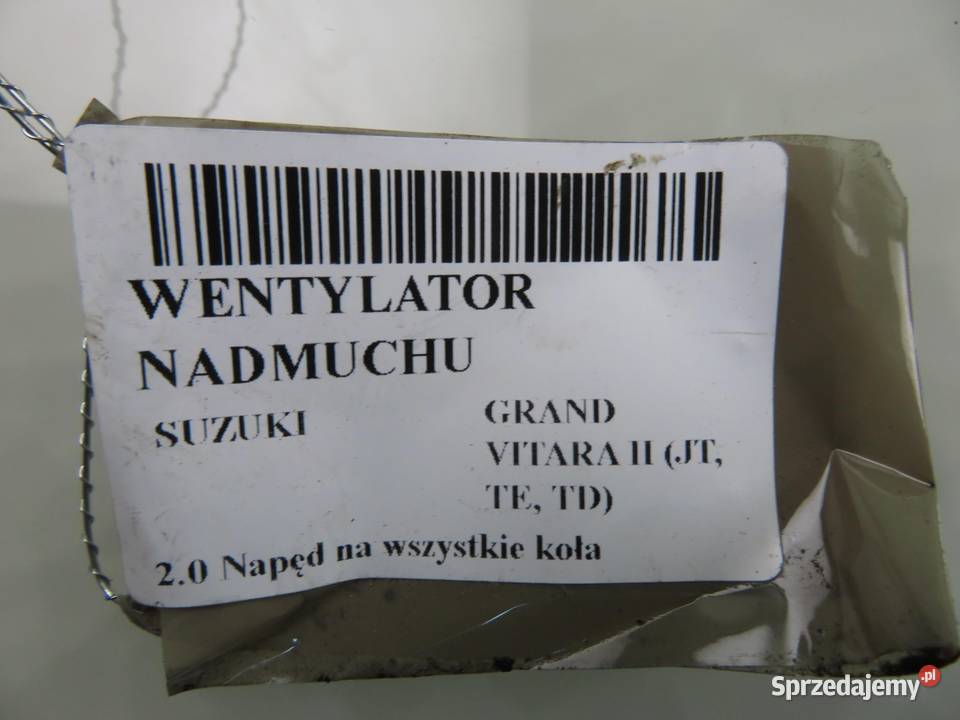 WENTYLATOR
NADMUCHU
SUZUKI
GRAND
VITARA II (JT,
TE, TD)
2.0 Napęd na wszystkie koła
Sprzedajemy.pl